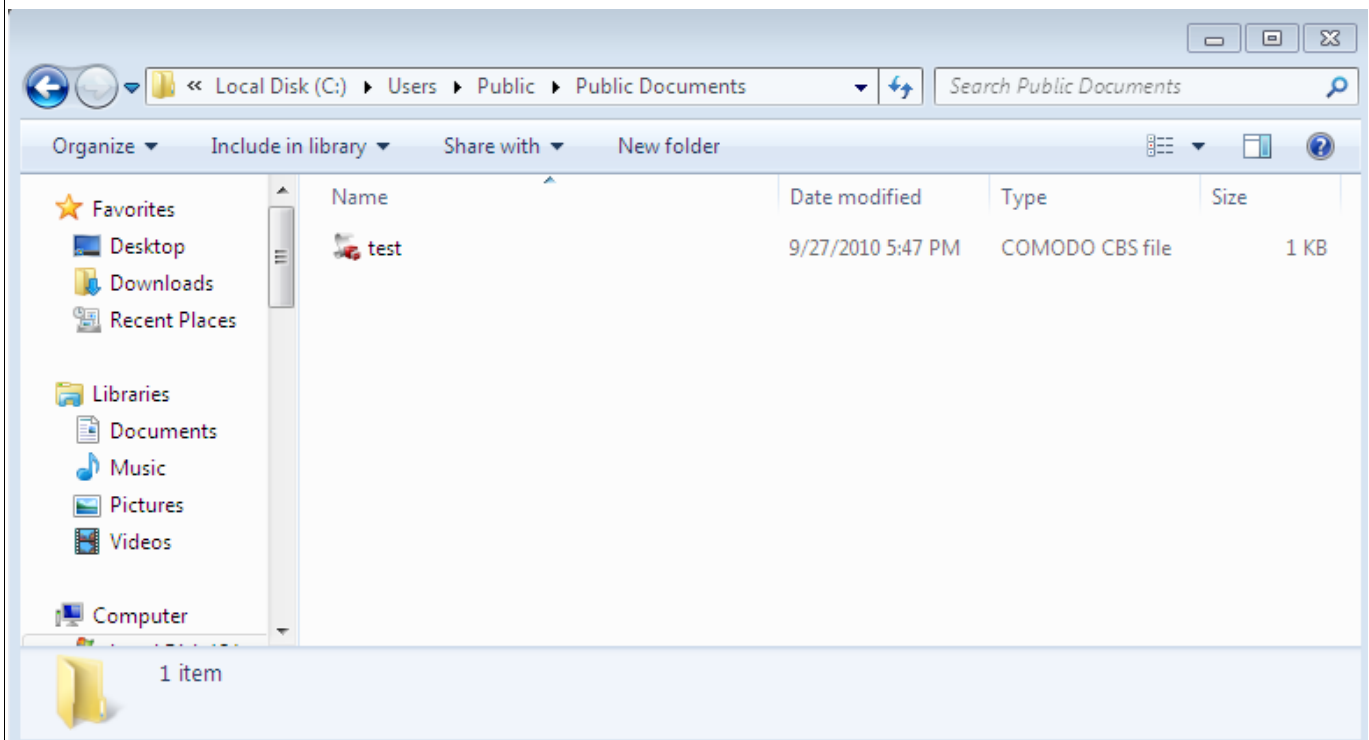 « Local Disk (C:) ▸ Users ▸ Public ▸ Public Documents
Search Public Documents
Organize Include in library Share with New folder
Name Date modified Type Size
test 9/27/2010 5:47 PM COMODO CBS file 1 KB
Favorites
Desktop
Downloads
Recent Places
Libraries
Documents
Music
Pictures
Videos
Computer
1 item